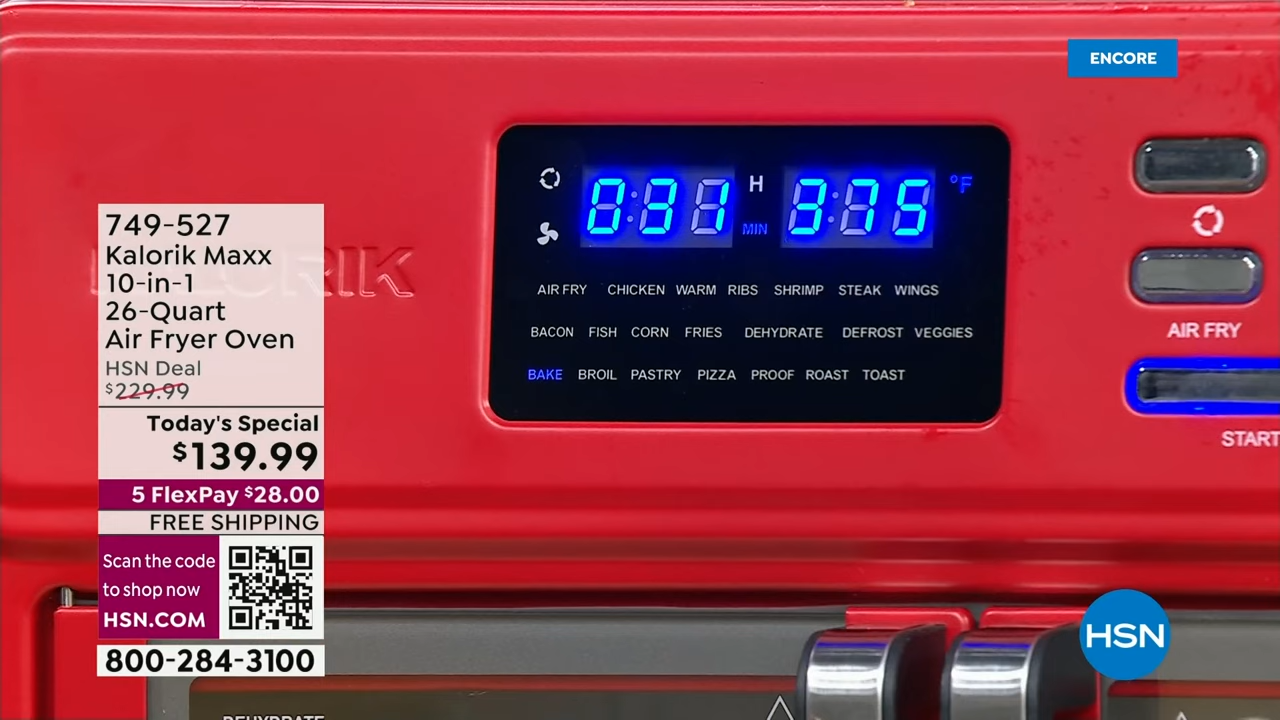 ENCORE
031 H MIN 375 °F
AIR FRY CHICKEN WARM RIBS SHRIMP STEAK WINGS
BACON FISH CORN FRIES DEHYDRATE DEFROST VEGGIES
BAKE BROIL PASTRY PIZZA PROOF ROAST TOAST
AIR FRY
START
749-527
Kalorik Maxx
10-in-1
26-Quart
Air Fryer Oven
HSN Deal
$229.99
Today's Special
$139.99
5 FlexPay $28.00
FREE SHIPPING
Scan the code
to shop now
HSN.COM
800-284-3100
HSN
DEHYDRATE